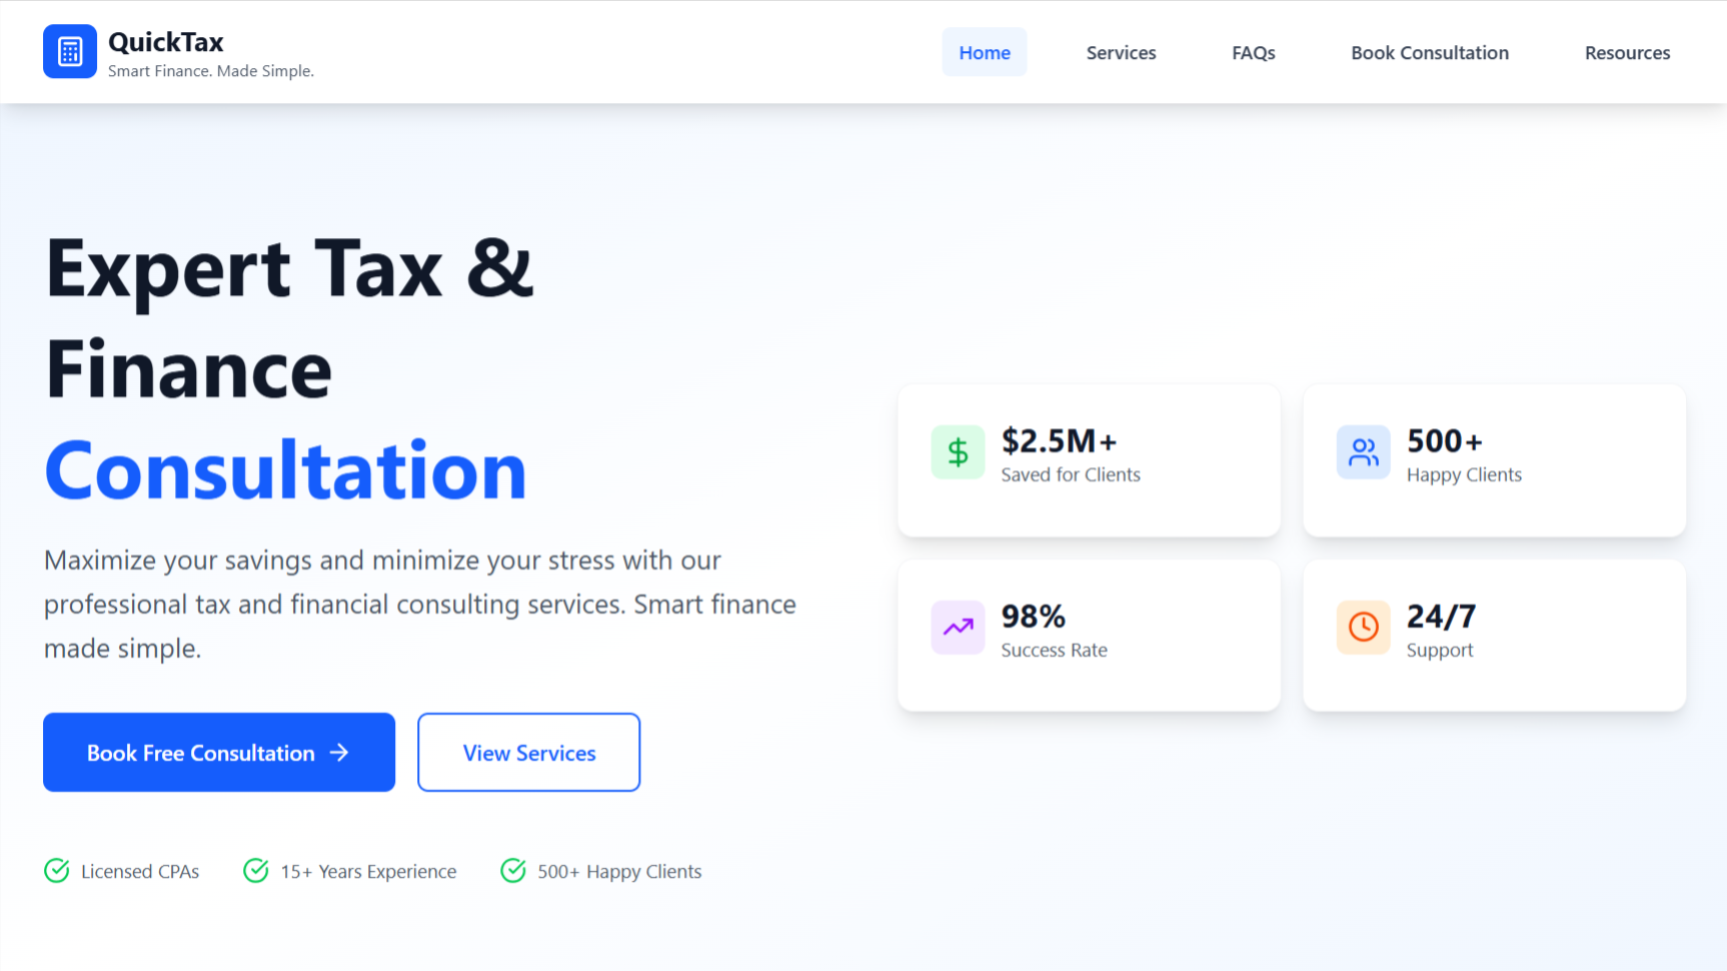 QuickTax
Smart Finance. Made Simple.
Home
Services
FAQs
Book Consultation
Resources
Expert Tax &
Finance
Consultation
Maximize your savings and minimize your stress with our
professional tax and financial consulting services. Smart finance
made simple.
Book Free Consultation
View Services
Licensed CPAs
15+ Years Experience
500+ Happy Clients
$2.5M+
Saved for Clients
500+
Happy Clients
98%
Success Rate
24/7
Support